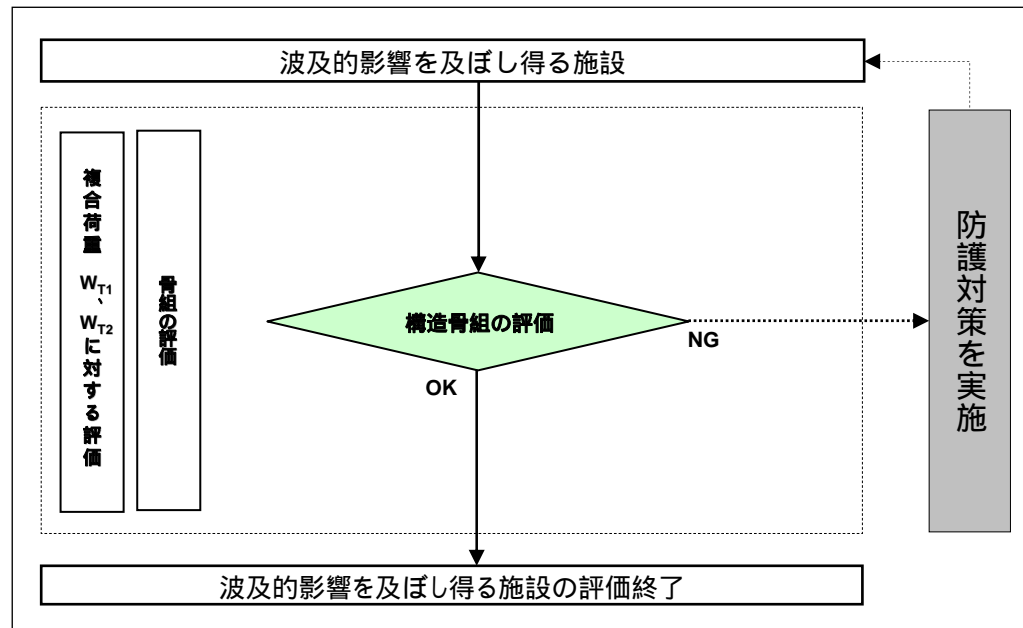 波及的影響を及ぼし得る施設
複合荷重 WT1、WT2に対する評価
骨組の評価
構造骨組の評価
NG
OK
防護対策を実施
波及的影響を及ぼし得る施設の評価終了